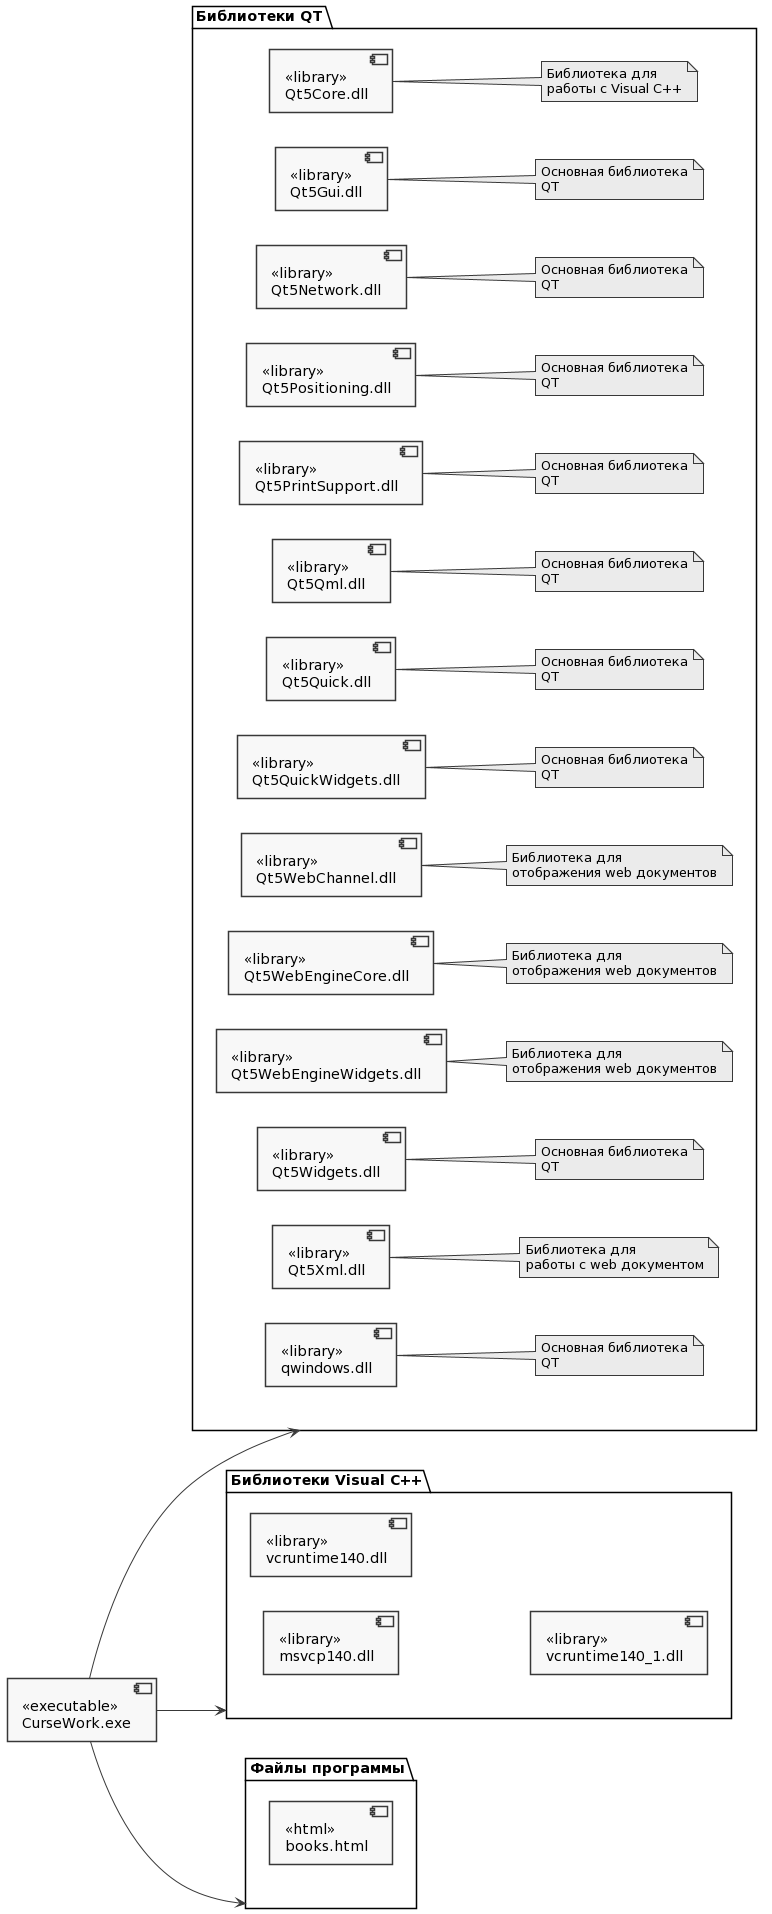 Библиотеки QT
«library»
Qt5Core.dll
Библиотека для
работы с Visual C++
«library»
Qt5Gui.dll
Основная библиотека
QT
«library»
Qt5Network.dll
Основная библиотека
QT
«library»
Qt5Positioning.dll
Основная библиотека
QT
«library»
Qt5PrintSupport.dll
Основная библиотека
QT
«library»
Qt5Qml.dll
Основная библиотека
QT
«library»
Qt5Quick.dll
Основная библиотека
QT
«library»
Qt5QuickWidgets.dll
Основная библиотека
QT
«library»
Qt5WebChannel.dll
Библиотека для
отображения web документов
«library»
Qt5WebEngineCore.dll
Библиотека для
отображения web документов
«library»
Qt5WebEngineWidgets.dll
Библиотека для
отображения web документов
«library»
Qt5Widgets.dll
Основная библиотека
QT
«library»
Qt5Xml.dll
Библиотека для
работы с web документом
«library»
qwindows.dll
Основная библиотека
QT
Библиотеки Visual C++
«library»
vcruntime140.dll
«library»
msvcp140.dll
«library»
vcruntime140_1.dll
«executable»
CurseWork.exe
Файлы программы
«html»
books.html